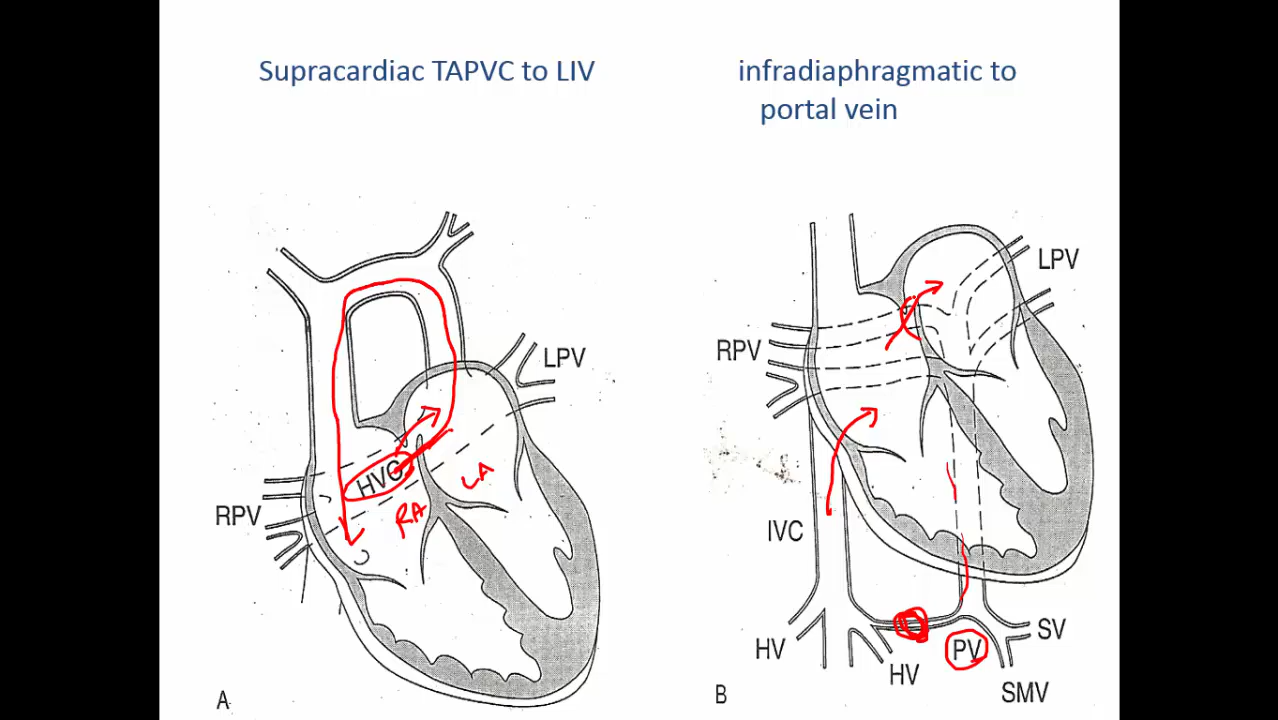 Supracardiac TAPVC to LIV
infradiaphragmatic to
portal vein
LPV
HVC
LA
RA
RPV
A
LPV
RPV
IVC
HV
HV
PV
SV
SMV
B